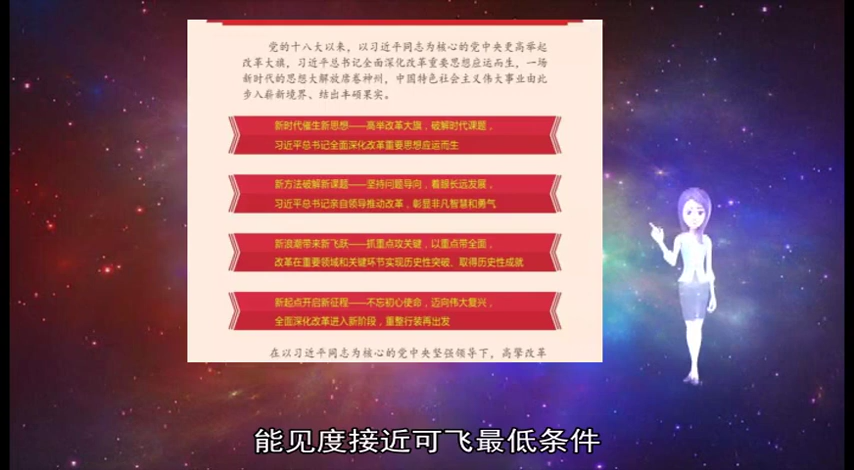 党的十八大以来，以习近平同志为核心的党中央更高举起
改革大旗，习近平总书记全面深化改革重要思想应运而生，一场
新时代的思想大解放席卷神州，中国特色社会主义伟大事业由此
步入崭新境界、结出丰硕果实。
新时代催生新思想——高举改革大旗，破解时代课题，
习近平总书记全面深化改革重要思想应运而生
新方法破解新课题——坚持问题导向，着眼长远发展，
习近平总书记亲自领导推动改革，彰显非凡智慧和勇气
新浪潮带来新飞跃——抓重点攻关键，以重点带全面，
改革在重要领域和关键环节实现历史性突破、取得历史性成就
新起点开启新征程——不忘初心使命，迈向伟大复兴，
全面深化改革进入新阶段，重整行装再出发
在以习近平同志为核心的党中央坚强领导下，高擎改革
能见度接近可飞最低条件